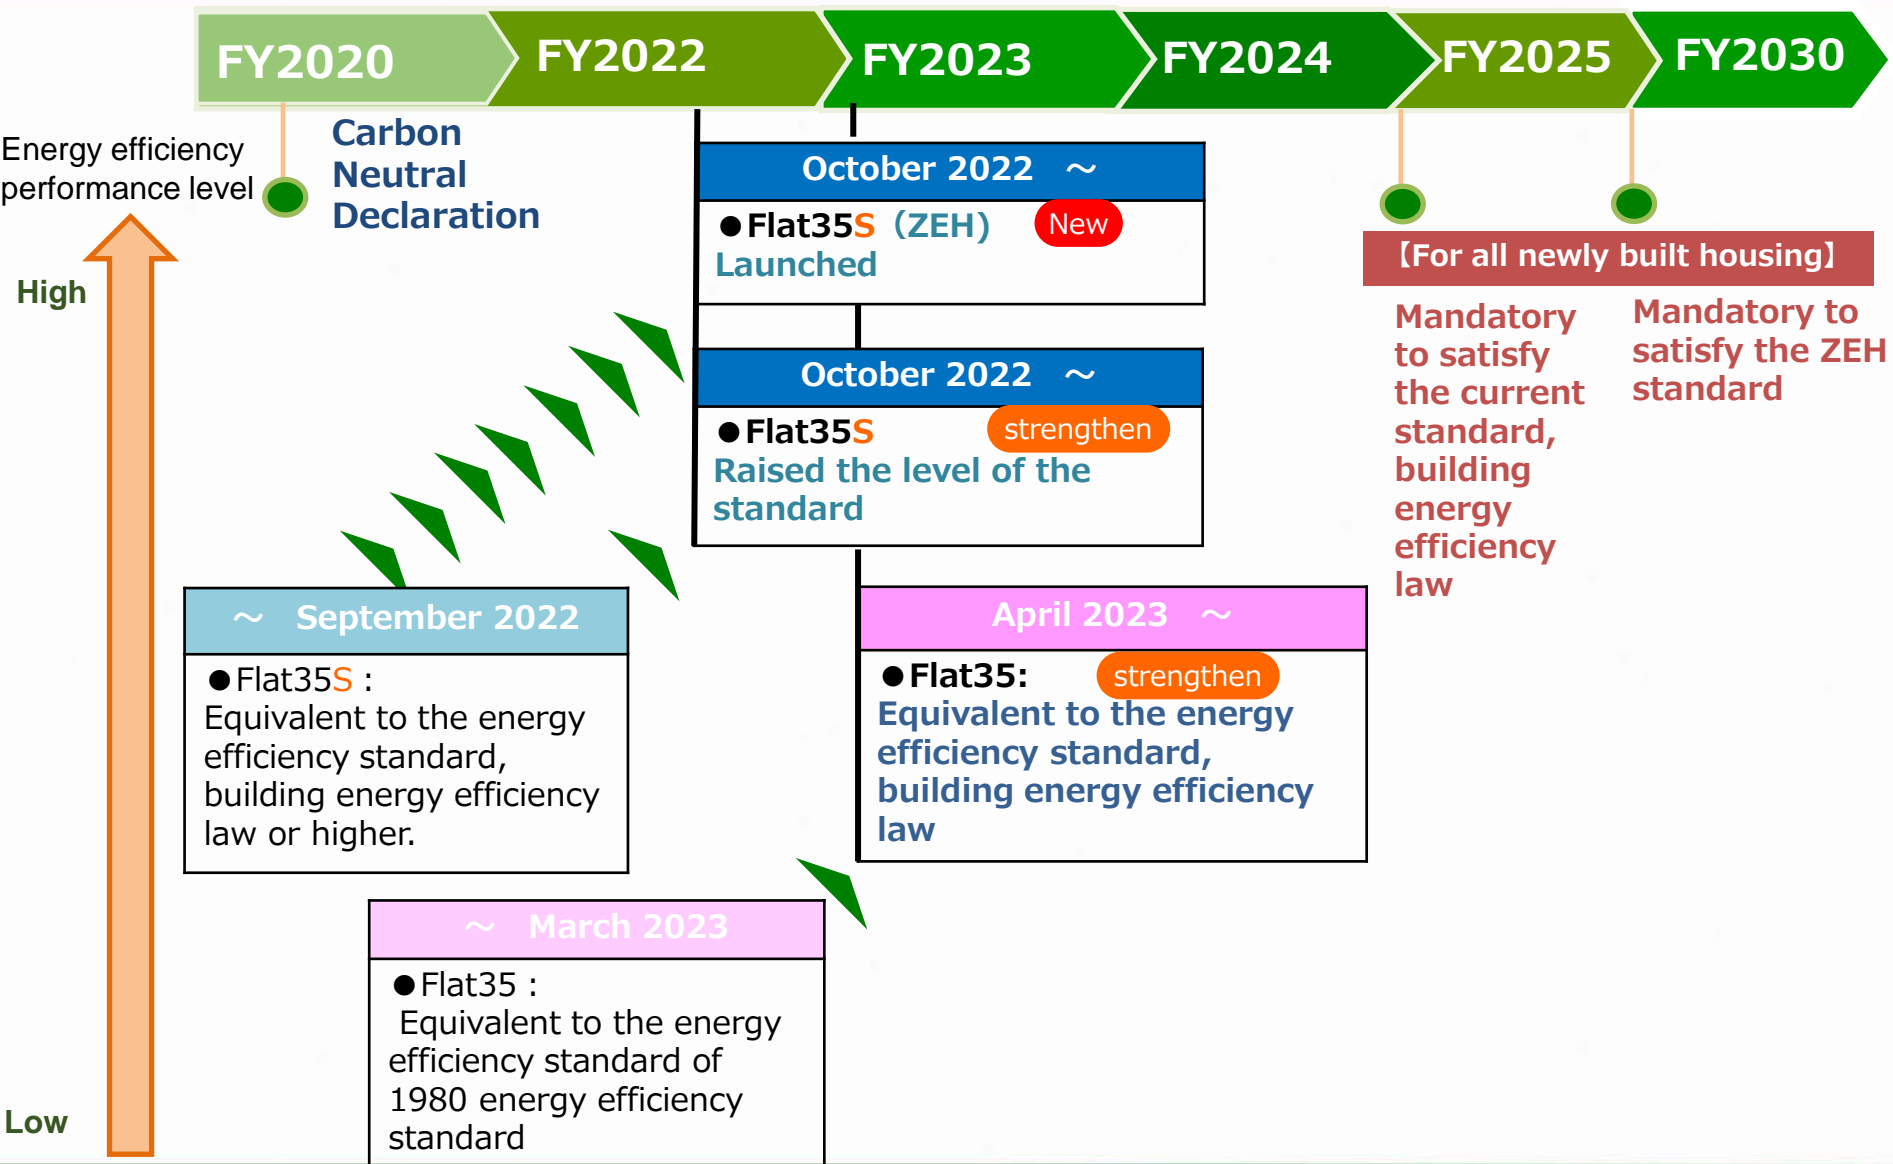 FY2020
FY2022
FY2023
FY2024
FY2025
FY2030
Energy efficiency
performance level
High
Low
Carbon
Neutral
Declaration
October 2022 ～
●Flat35S（ZEH）
New
Launched
October 2022 ～
●Flat35S
strengthen
Raised the level of the
standard
～ September 2022
●Flat35S :
Equivalent to the energy
efficiency standard,
building energy efficiency
law or higher.
April 2023 ～
●Flat35:
strengthen
Equivalent to the energy
efficiency standard,
building energy efficiency
law
～ March 2023
●Flat35 :
Equivalent to the energy
efficiency standard of
1980 energy efficiency
standard
【For all newly built housing】
Mandatory
to satisfy
the current
standard,
building
energy
efficiency
law
Mandatory to
satisfy the ZEH
standard